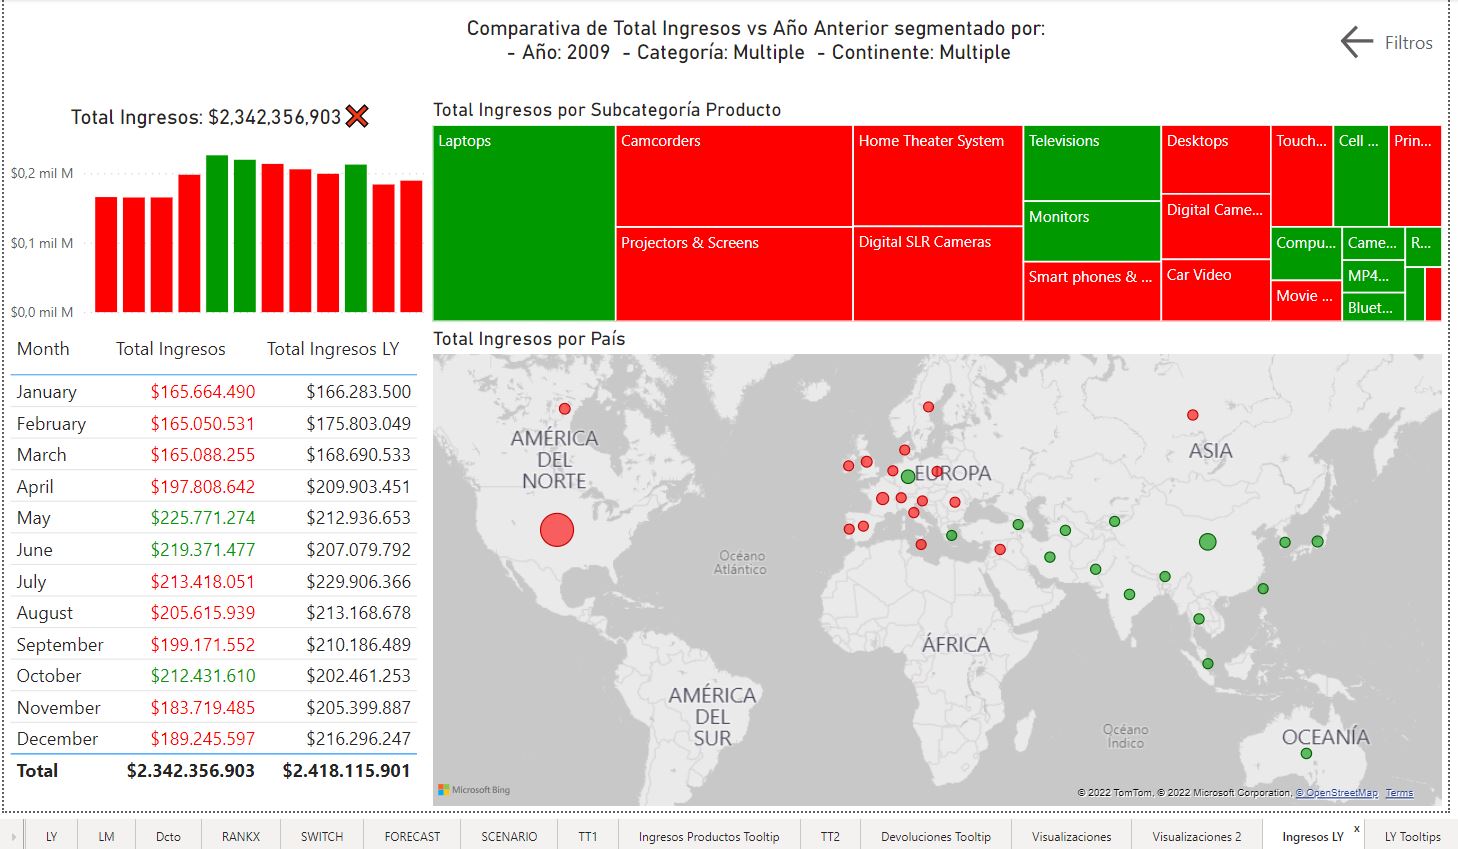 Comparativa de Total Ingresos vs Año Anterior segmentado por:
- Año: 2009 - Categoría: Multiple - Continente: Multiple
Filtros
Total Ingresos: $2,342,356,903
$0,2 mil M
$0,1 mil M
$0,0 mil M
Month Total Ingresos Total Ingresos LY
January $165.664.490 $166.283.500
February $165.050.531 $175.803.049
March $165.088.255 $168.690.533
April $197.808.642 $209.903.451
May $225.771.274 $212.936.653
June $219.371.477 $207.079.792
July $213.418.051 $229.906.366
August $205.615.939 $213.168.678
September $199.171.552 $210.186.489
October $212.431.610 $202.461.253
November $183.719.485 $205.399.887
December $189.245.597 $216.296.247
Total $2.342.356.903 $2.418.115.901
Total Ingresos por Subcategoría Producto
Laptops
Camcorders
Projectors & Screens
Home Theater System
Digital SLR Cameras
Televisions
Monitors
Smart phones & ...
Desktops
Digital Came...
Car Video
Touch...
Cell ...
Prin...
Compu...
Movie ...
Came...
MP4...
Bluet...
R...
Total Ingresos por País
AMÉRICA
DEL
NORTE
EUROPA
ASIA
Océano
Atlántico
ÁFRICA
AMÉRICA
DEL
SUR
Océano
Índico
OCEANÍA
Microsoft Bing
© 2022 TomTom, © 2022 Microsoft Corporation, © OpenStreetMap Terms
LY LM Dcto RANKX SWITCH FORECAST SCENARIO TT1 Ingresos Productos Tooltip TT2 Devoluciones Tooltip Visualizaciones Visualizaciones 2 Ingresos LY x LY Tooltips